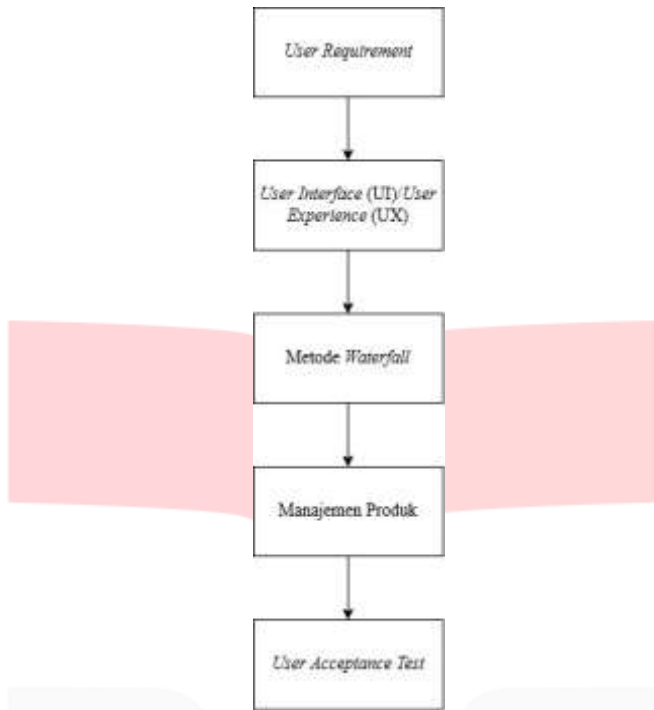 User Requirement
User Interface (UI)/User
Experience (UX)
Metode Waterfall
Manajemen Produk
User Acceptance Test